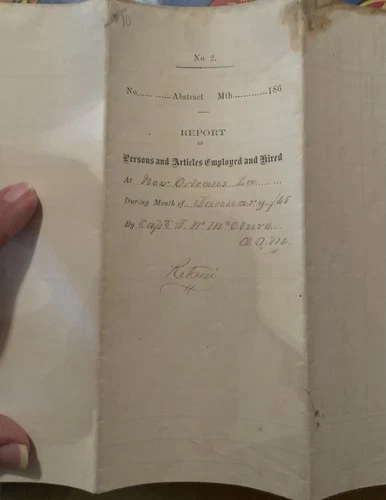 10
No. 2.
No. Abstract Mth 186
REPORT
OF
Persons and Articles Employed and Hired
At New Orleans La
During Month of January /65
By Capt. J. W. McClure
A.Q.M.